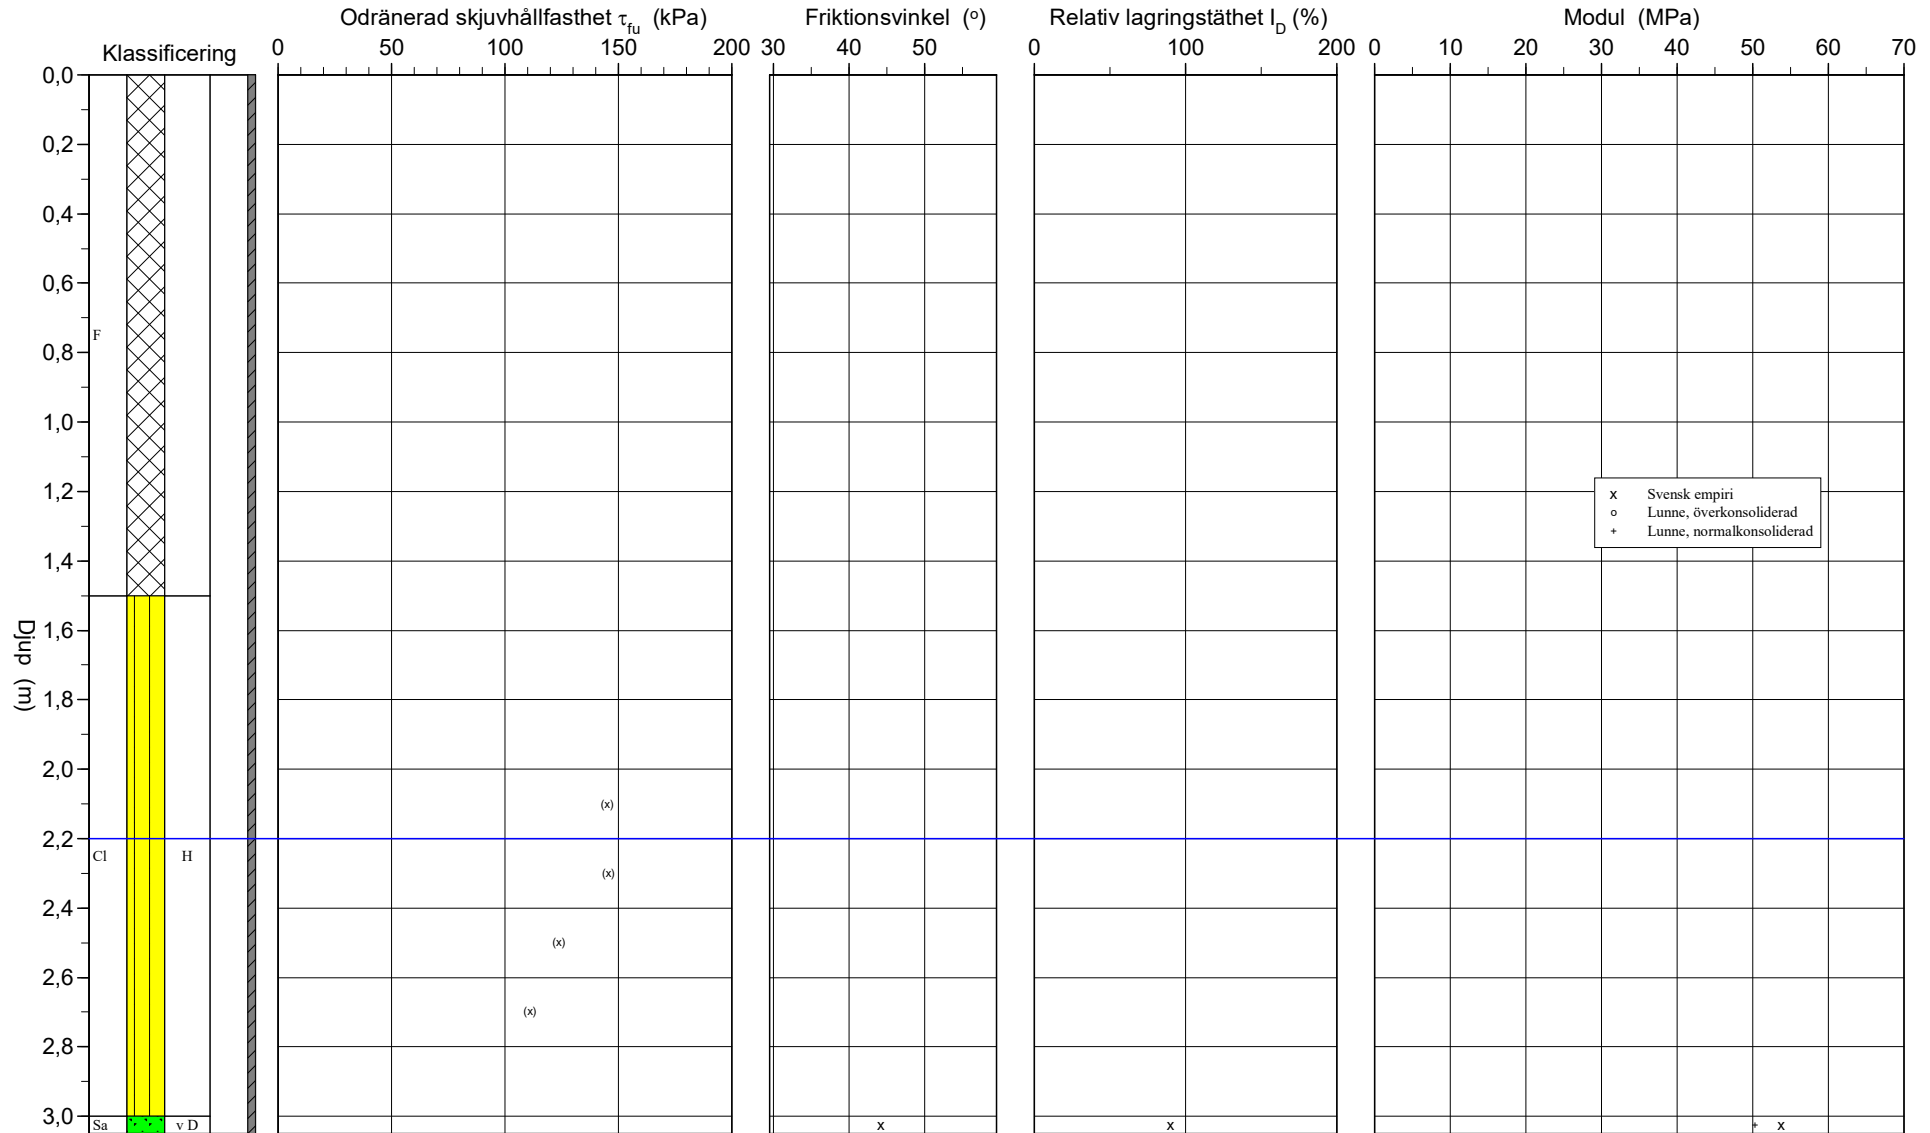 Odränerad skjuvhållfasthet τfu (kPa)
Friktionsvinkel (o)
Relativ lagringstäthet ID (%)
Modul (MPa)
Klassificering
0 50 100 150 200
30 40 50
0 100 200
0 10 20 30 40 50 60 70
0,0
0,2
0,4
0,6
F
0,8
1,0
1,2
x Svensk empiri
o Lunne, överkonsoliderad
+ Lunne, normalkonsoliderad
1,4
1,6
Djup (m)
1,8
2,0
(x)
2,2
Cl H
(x)
2,4
(x)
2,6
(x)
2,8
3,0
Sa v D x x + x